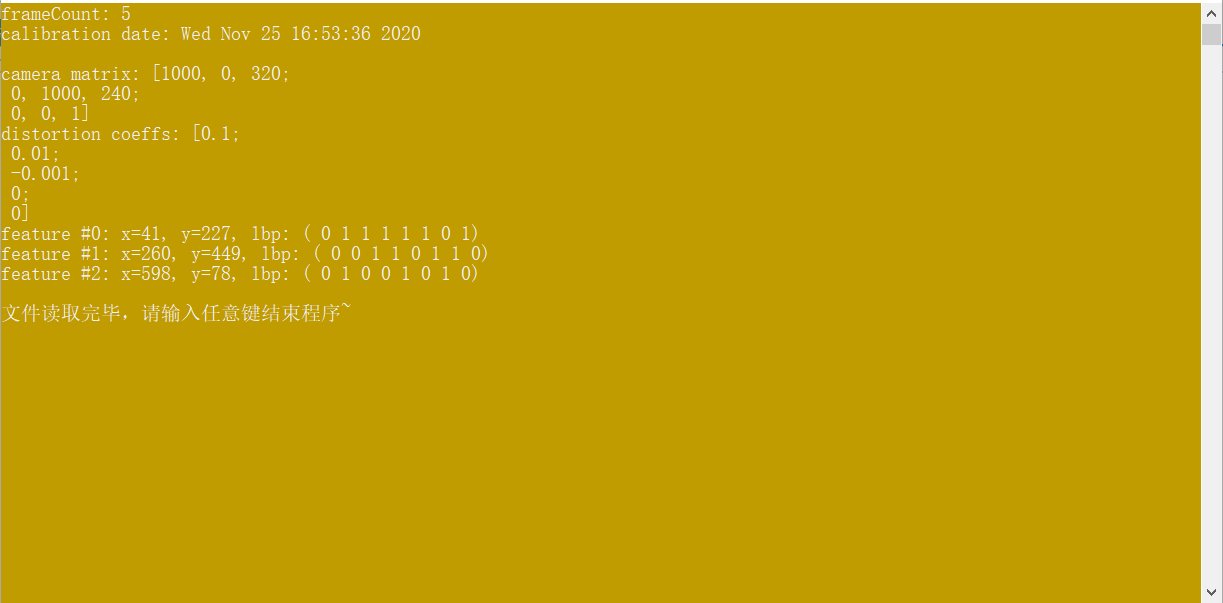 frameCount: 5
calibration date: Wed Nov 25 16:53:36 2020
camera matrix: [1000, 0, 320;
0, 1000, 240;
0, 0, 1]
distortion coeffs: [0.1;
0.01;
-0.001;
0;
0]
feature #0: x=41, y=227, lbp: ( 0 1 1 1 1 1 0 1)
feature #1: x=260, y=449, lbp: ( 0 0 1 1 0 1 1 0)
feature #2: x=598, y=78, lbp: ( 0 1 0 0 1 0 1 0)
文件读取完毕，请输入任意键结束程序~